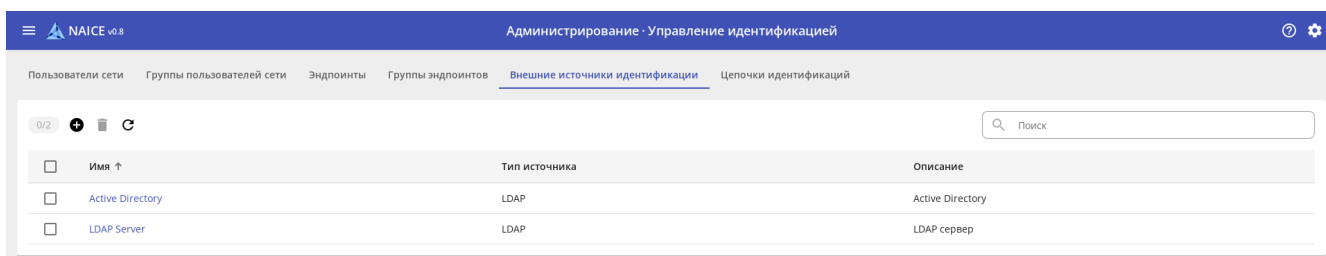 NAICE v0.8 Администрирование · Управление идентификацией
Пользователи сети Группы пользователей сети Эндпоинты Группы эндпоинтов Внешние источники идентификации Цепочки идентификаций
0/2 Поиск
Имя ↑ Тип источника Описание
Active Directory LDAP Active Directory
LDAP Server LDAP LDAP сервер